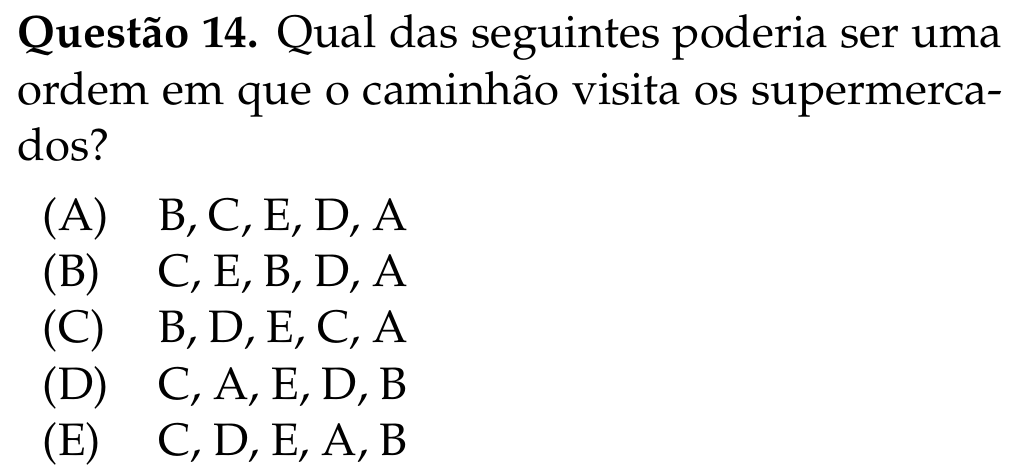 Questão 14. Qual das seguintes poderia ser uma
ordem em que o caminhão visita os supermerca-
dos?
(A) B, C, E, D, A
(B) C, E, B, D, A
(C) B, D, E, C, A
(D) C, A, E, D, B
(E) C, D, E, A, B